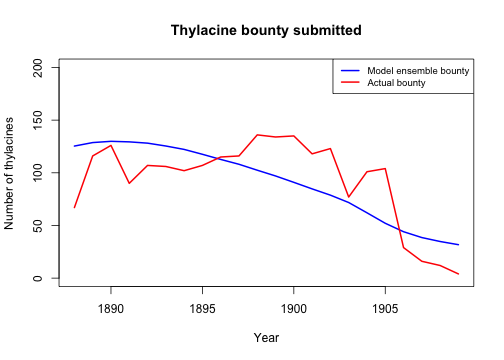 Thylacine bounty submitted
Model ensemble bounty
Actual bounty
200
150
100
50
0
Number of thylacines
1890 1895 1900 1905
Year